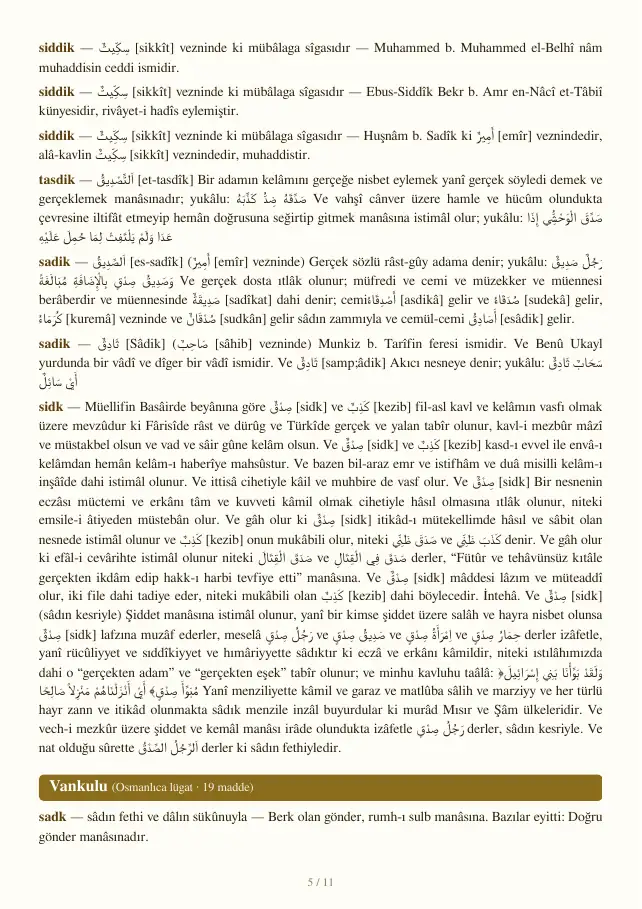 siddik — سِكِّيتٌ [sikkît] vezninde ki mübâlaga sîgasıdır — Muhammed b. Muhammed el-Belhî nâm
muhaddisin ceddi ismidir.
siddik — سِكِّيتٌ [sikkît] vezninde ki mübâlaga sîgasıdır — Ebus-Siddîk Bekr b. Amr en-Nâcî et-Tâbiî
künyesidir, rivâyet-i hadîs eylemiştir.
siddik — سِكِّيتٌ [sikkît] vezninde ki mübâlaga sîgasıdır — Huşnâm b. Sadîk ki أَمِيرٌ [emîr] veznindedir,
alâ-kavlin سِكِّيتٌ [sikkît] veznindedir, muhaddistir.
tasdik — اَلتَّصْدِيقُ [et-tasdîk] Bir adamın kelâmını gerçeğe nisbet eylemek yanî gerçek söyledi demek ve
gerçeklemek manâsınadır; yukâlu: صَدَّقَهُ ضِدُّ كَذَّبَهُ Ve vahşî cânver üzere hamle ve hücûm olundukta
çevresine iltifât etmeyip hemân doğrusuna seğirtip gitmek manâsına istimâl olur; yukâlu: صَدَّقَ الْوَحْشِيُّ إِذَا
عَدَا وَلَمْ يَلْتَفِتْ لِمَا حُمِلَ عَلَيْهِ
sadik — اَلصَّدِيقُ [es-sadîk] (أَمِيرٌ [emîr] vezninde) Gerçek sözlü râst-gûy adama denir; yukâlu: رَجُلٌ صَدِيقٌ
وَصَدِيقُ صِدْقٍ بِالْإِضَافَةِ مُبَالَغَةً Ve gerçek dosta ıtlâk olunur; müfredi ve cemi ve müzekker ve müennesi
berâberdir ve müennesinde صَدِيقَةٌ [sadîkat] dahi denir; cemi أَصْدِقَاءُ [asdikâ] gelir ve صُدَقَاءُ [sudekâ] gelir,
كُرَمَاءُ [kuremâ] vezninde ve صُدْقَانٌ [sudkân] gelir sâdın zammıyla ve cemül-cemi أَصَادِقُ [esâdik] gelir.
sadik — ثَادِقٌ [Sâdik] (صَاحِبٌ [sâhib] vezninde) Munkiz b. Tarîfin feresi ismidir. Ve Benû Ukayl
yurdunda bir vâdî ve dîger bir vâdî ismidir. Ve ثَادِقٌ [samp;âdik] Akıcı nesneye denir; yukâlu: سَحَابٌ ثَادِقٌ
أَيْ سَائِلٌ
sidk — Müellifin Basâirde beyânına göre صِدْقٌ [sidk] ve كَذِبٌ [kezib] fil-asl kavl ve kelâmın vasfı olmak
üzere mevzûdur ki Fârisîde râst ve dürûg ve Türkîde gerçek ve yalan tabîr olunur, kavl-i mezbûr mâzî
ve müstakbel olsun ve vad ve sâir gûne kelâm olsun. Ve صِدْقٌ [sidk] ve كَذِبٌ [kezib] kasd-ı evvel ile envâ-ı
kelâmdan hemân kelâm-ı haberîye mahsûstur. Ve bazen bil-araz emr ve istifhâm ve duâ misilli kelâm-ı
inşâîde dahi istimâl olunur. Ve ittisâ cihetiyle kâil ve muhbire de vasf olur. Ve صِدْقٌ [sidk] Bir nesnenin
eczâsı müctemi ve erkânı tâm ve kuvveti kâmil olmak cihetiyle hâsıl olmasına ıtlâk olunur, niteki
emsile-i âtiyeden müstebân olur. Ve gâh olur ki صِدْقٌ [sidk] itikâd-ı mütekellimde hâsıl ve sâbit olan
nesnede istimâl olunur ve كَذِبٌ [kezib] onun mukâbili olur, niteki صَدَقَ ظَنِّي ve كَذَبَ ظَنِّي denir. Ve gâh olur
ki efâl-i cevârihte istimâl olunur niteki صَدَقَ الْقِتَالَ ve صَدَقَ فِي الْقِتَالِ derler, “Fütûr ve tehâvünsüz kıtâle
gerçekten ikdâm edip hakk-ı harbi tevfiye etti” manâsına. Ve صِدْقٌ [sidk] mâddesi lâzım ve müteaddî
olur, iki file dahi tadiye eder, niteki mukâbili olan كَذِبٌ [kezib] dahi böylecedir. İntehâ. Ve صِدْقٌ [sidk]
(sâdın kesriyle) Şiddet manâsına istimâl olunur, yanî bir kimse şiddet üzere salâh ve hayra nisbet olunsa
صِدْقٌ [sidk] lafzına muzâf ederler, meselâ رَجُلُ صِدْقٍ ve صَدِيقُ صِدْقٍ ve اِمْرَأَةُ صِدْقٍ ve حِمَارُ صِدْقٍ derler izâfetle,
yanî rücûliyyet ve sıddîkiyyet ve hımâriyyette sâdıktır ki eczâ ve erkânı kâmildir, niteki ıstılâhımızda
dahi o “gerçekten adam” ve “gerçekten eşek” tabîr olunur; ve minhu kavluhu taâlâ: ﴿وَلَقَدْ بَوَّأْنَا بَنِي إِسْرَائِيلَ
مُبَوَّأَ صِدْقٍ﴾ أَيْ أَنْزَلْنَاهُمْ مَنْزِلاً صَالِحًا Yanî menziliyette kâmil ve garaz ve matlûba sâlih ve marziyy ve her türlü
hayr zann ve itikâd olunmakta sâdık menzile inzâl buyurdular ki murâd Mısır ve Şâm ülkeleridir. Ve
vech-i mezkûr üzere şiddet ve kemâl manâsı irâde olundukta izâfetle رَجُلُ صِدْقٍ derler, sâdın kesriyle. Ve
nat olduğu sûrette اَلرَّجُلُ الصَّدْقُ derler ki sâdın fethiyledir.
Vankulu (Osmanlıca lügat · 19 madde)
sadk — sâdın fethi ve dâlın sükûnuyla — Berk olan gönder, rumh-ı sulb manâsına. Bazılar eyitti: Doğru
gönder manâsınadır.
5 / 11